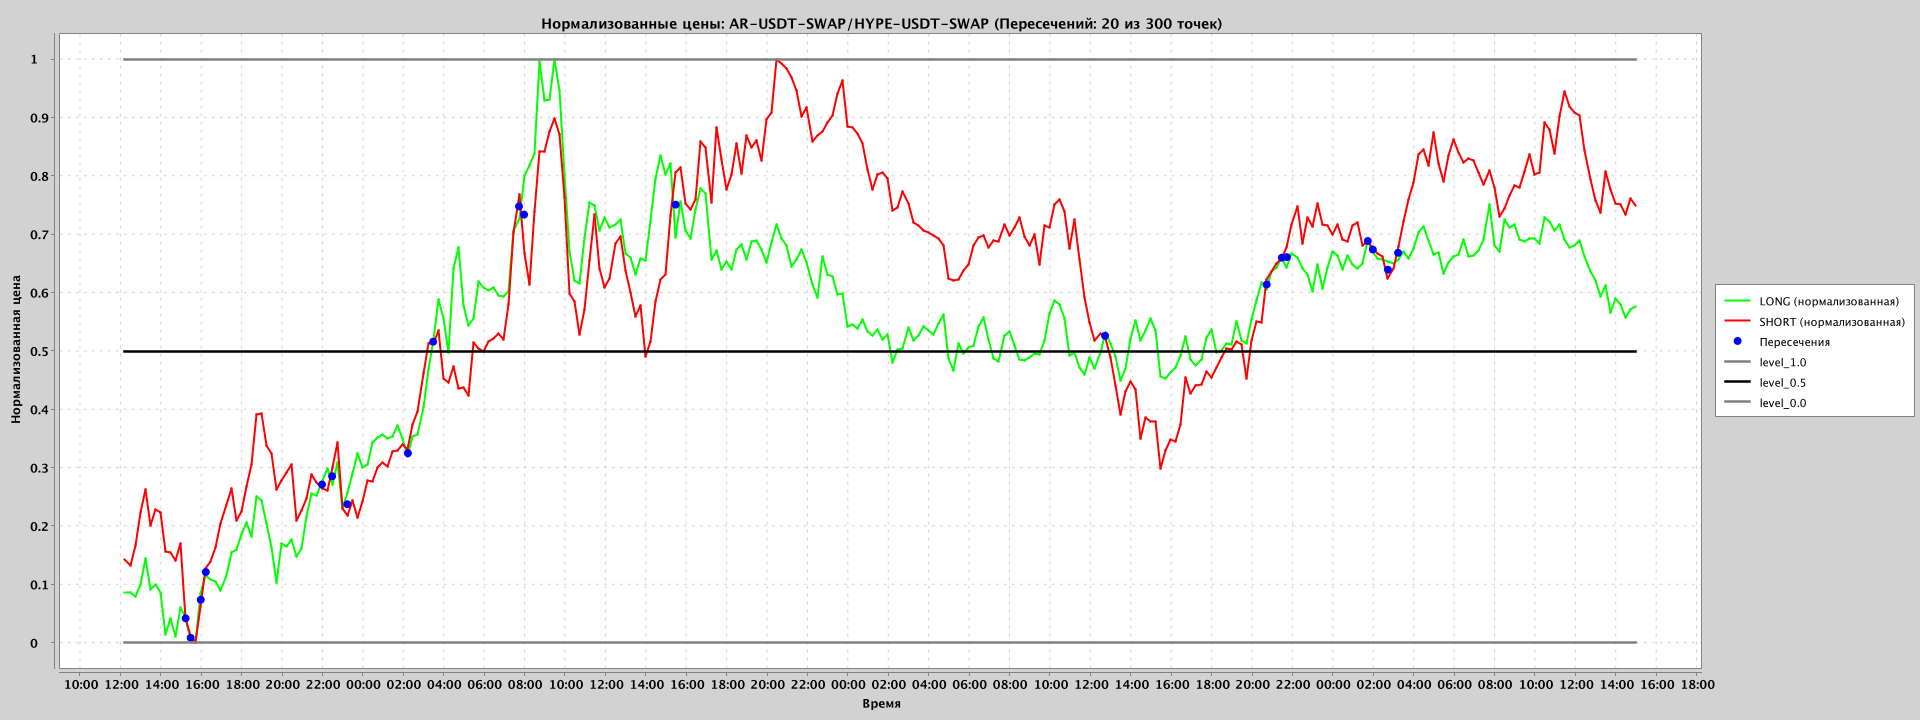 Нормализованные цены: AR-USDT-SWAP/HYPE-USDT-SWAP (Пересечений: 20 из 300 точек)
Нормализованная цена
1
0.9
0.8
0.7
0.6
0.5
0.4
0.3
0.2
0.1
0
10:00 12:00 14:00 16:00 18:00 20:00 22:00 00:00 02:00 04:00 06:00 08:00 10:00 12:00 14:00 16:00 18:00 20:00 22:00 00:00 02:00 04:00 06:00 08:00 10:00 12:00 14:00 16:00 18:00 20:00 22:00 00:00 02:00 04:00 06:00 08:00 10:00 12:00 14:00 16:00 18:00
Время
LONG (нормализованная)
SHORT (нормализованная)
Пересечения
level_1.0
level_0.5
level_0.0